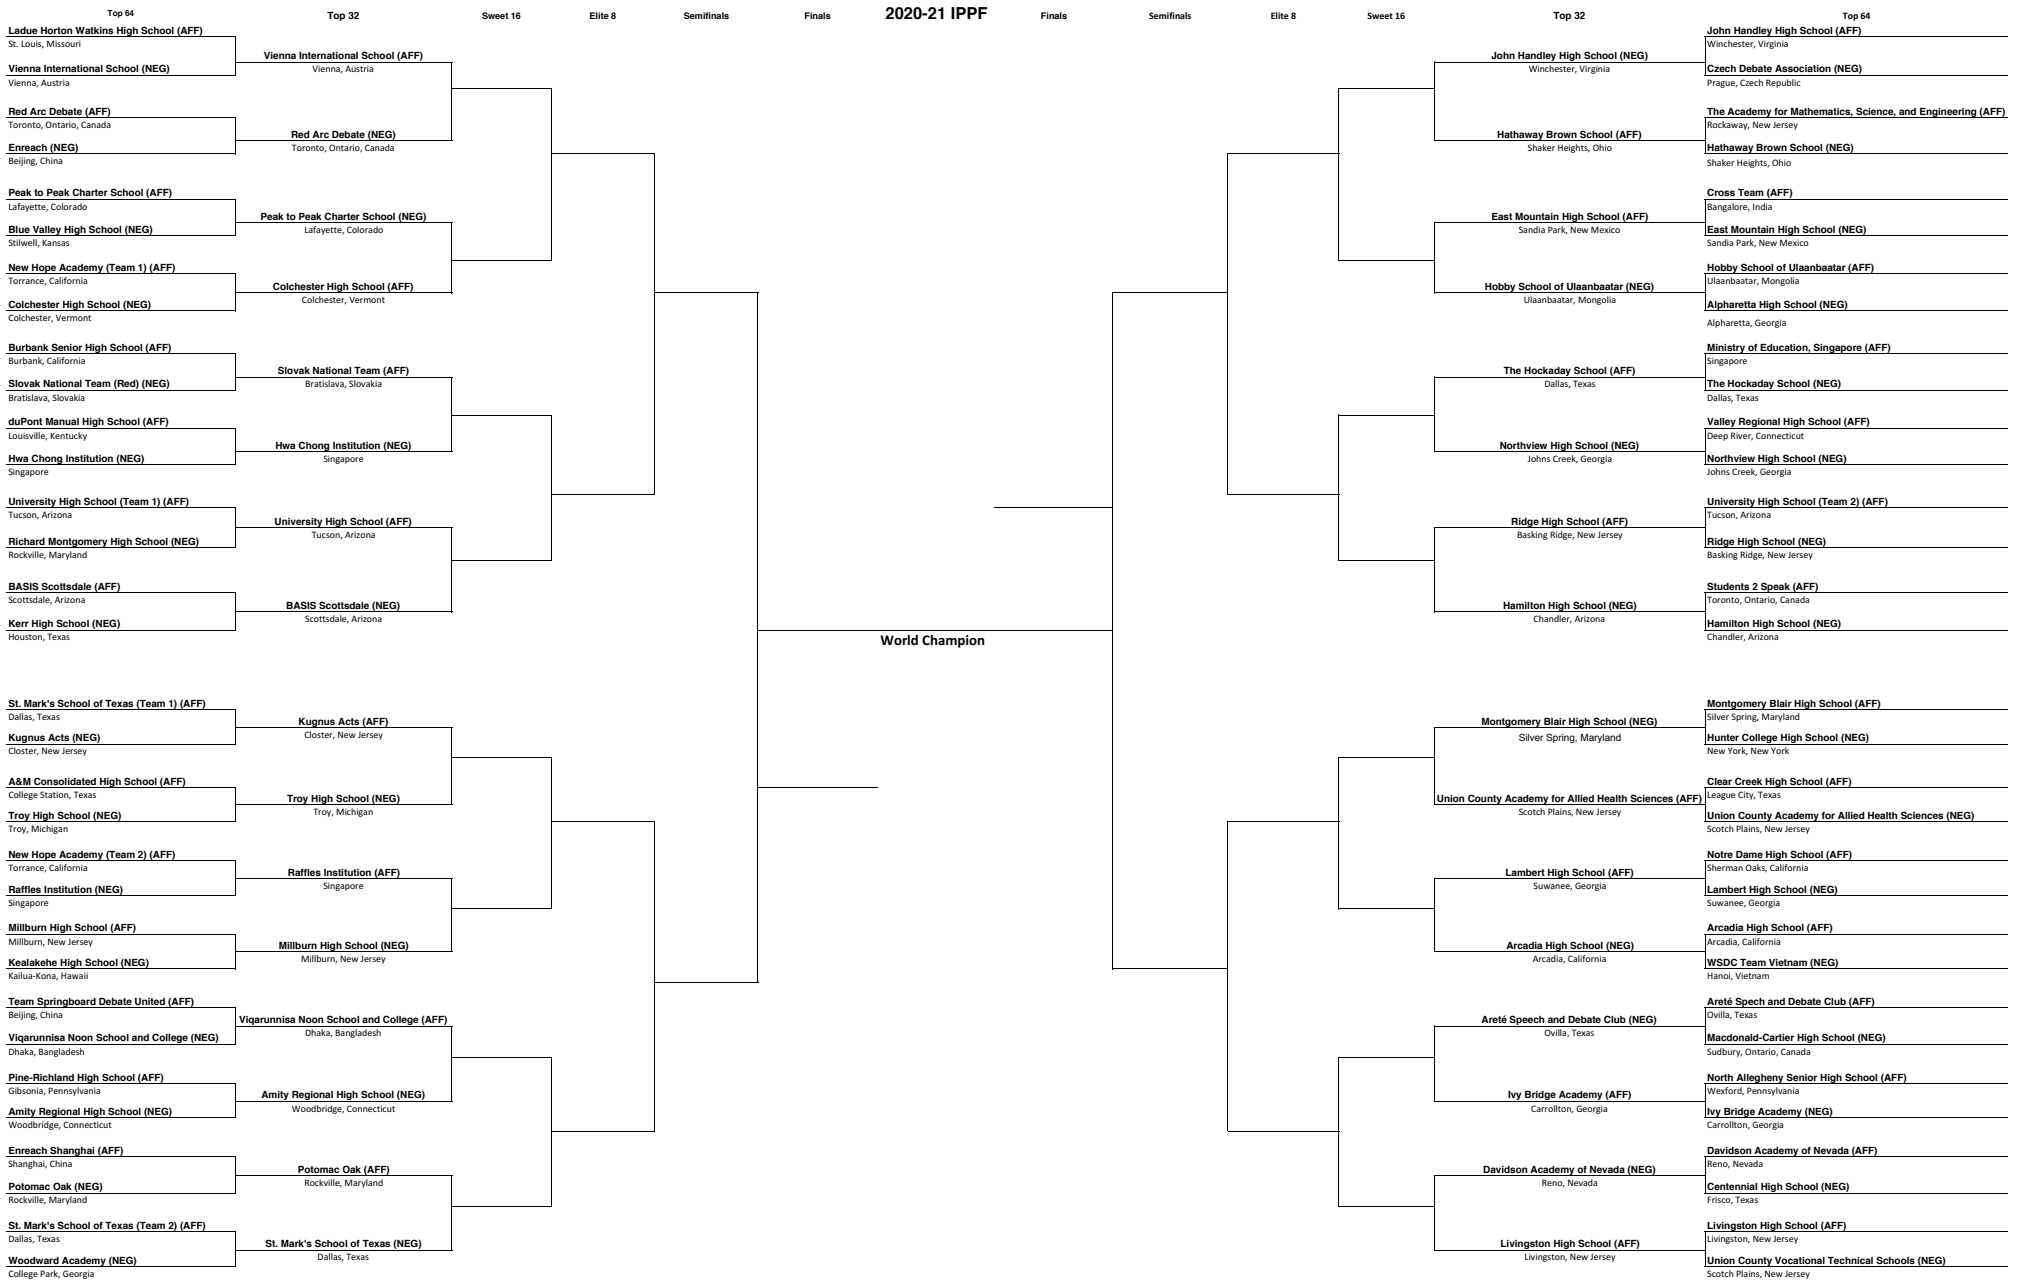 2020-21 IPPF
Top 64
Top 32
Sweet 16
Elite 8
Semifinals
Finals
Finals
Semifinals
Elite 8
Sweet 16
Top 32
Top 64
Ladue Horton Watkins High School (AFF)
St. Louis, Missouri
Vienna International School (NEG)
Vienna, Austria
Red Arc Debate (AFF)
Toronto, Ontario, Canada
Enreach (NEG)
Beijing, China
Peak to Peak Charter School (AFF)
Lafayette, Colorado
Blue Valley High School (NEG)
Stilwell, Kansas
New Hope Academy (Team 1) (AFF)
Torrance, California
Colchester High School (NEG)
Colchester, Vermont
Burbank Senior High School (AFF)
Burbank, California
Slovak National Team (Red) (NEG)
Bratislava, Slovakia
duPont Manual High School (AFF)
Louisville, Kentucky
Hwa Chong Institution (NEG)
Singapore
University High School (Team 1) (AFF)
Tucson, Arizona
Richard Montgomery High School (NEG)
Rockville, Maryland
BASIS Scottsdale (AFF)
Scottsdale, Arizona
Kerr High School (NEG)
Houston, Texas
St. Mark's School of Texas (Team 1) (AFF)
Dallas, Texas
Kugnus Acts (NEG)
Closter, New Jersey
A&M Consolidated High School (AFF)
College Station, Texas
Troy High School (NEG)
Troy, Michigan
New Hope Academy (Team 2) (AFF)
Torrance, California
Raffles Institution (NEG)
Singapore
Millburn High School (AFF)
Millburn, New Jersey
Kealakehe High School (NEG)
Kailua-Kona, Hawaii
Team Springboard Debate United (AFF)
Beijing, China
Viqarunnisa Noon School and College (NEG)
Dhaka, Bangladesh
Pine-Richland High School (AFF)
Gibsonia, Pennsylvania
Amity Regional High School (NEG)
Woodbridge, Connecticut
Enreach Shanghai (AFF)
Shanghai, China
Potomac Oak (NEG)
Rockville, Maryland
St. Mark's School of Texas (Team 2) (AFF)
Dallas, Texas
Woodward Academy (NEG)
College Park, Georgia
Vienna International School (AFF)
Vienna, Austria
Red Arc Debate (NEG)
Toronto, Ontario, Canada
Peak to Peak Charter School (NEG)
Lafayette, Colorado
Colchester High School (AFF)
Colchester, Vermont
Slovak National Team (AFF)
Bratislava, Slovakia
Hwa Chong Institution (NEG)
Singapore
University High School (AFF)
Tucson, Arizona
BASIS Scottsdale (NEG)
Scottsdale, Arizona
Kugnus Acts (AFF)
Closter, New Jersey
Troy High School (NEG)
Troy, Michigan
Raffles Institution (AFF)
Singapore
Millburn High School (NEG)
Millburn, New Jersey
Viqarunnisa Noon School and College (AFF)
Dhaka, Bangladesh
Amity Regional High School (NEG)
Woodbridge, Connecticut
Potomac Oak (AFF)
Rockville, Maryland
St. Mark's School of Texas (NEG)
Dallas, Texas
World Champion
John Handley High School (NEG)
Winchester, Virginia
Hathaway Brown School (AFF)
Shaker Heights, Ohio
East Mountain High School (AFF)
Sandia Park, New Mexico
Hobby School of Ulaanbaatar (NEG)
Ulaanbaatar, Mongolia
The Hockaday School (AFF)
Dallas, Texas
Northview High School (NEG)
Johns Creek, Georgia
Ridge High School (AFF)
Basking Ridge, New Jersey
Hamilton High School (NEG)
Chandler, Arizona
Montgomery Blair High School (NEG)
Silver Spring, Maryland
Union County Academy for Allied Health Sciences (AFF)
Scotch Plains, New Jersey
Lambert High School (AFF)
Suwanee, Georgia
Arcadia High School (NEG)
Arcadia, California
Areté Speech and Debate Club (NEG)
Ovilla, Texas
Ivy Bridge Academy (AFF)
Carrollton, Georgia
Davidson Academy of Nevada (NEG)
Reno, Nevada
Livingston High School (AFF)
Livingston, New Jersey
John Handley High School (AFF)
Winchester, Virginia
Czech Debate Association (NEG)
Prague, Czech Republic
The Academy for Mathematics, Science, and Engineering (AFF)
Rockaway, New Jersey
Hathaway Brown School (NEG)
Shaker Heights, Ohio
Cross Team (AFF)
Bangalore, India
East Mountain High School (NEG)
Sandia Park, New Mexico
Hobby School of Ulaanbaatar (AFF)
Ulaanbaatar, Mongolia
Alpharetta High School (NEG)
Alpharetta, Georgia
Ministry of Education, Singapore (AFF)
Singapore
The Hockaday School (NEG)
Dallas, Texas
Valley Regional High School (AFF)
Deep River, Connecticut
Northview High School (NEG)
Johns Creek, Georgia
University High School (Team 2) (AFF)
Tucson, Arizona
Ridge High School (NEG)
Basking Ridge, New Jersey
Students 2 Speak (AFF)
Toronto, Ontario, Canada
Hamilton High School (NEG)
Chandler, Arizona
Montgomery Blair High School (AFF)
Silver Spring, Maryland
Hunter College High School (NEG)
New York, New York
Clear Creek High School (AFF)
League City, Texas
Union County Academy for Allied Health Sciences (NEG)
Scotch Plains, New Jersey
Notre Dame High School (AFF)
Sherman Oaks, California
Lambert High School (NEG)
Suwanee, Georgia
Arcadia High School (AFF)
Arcadia, California
WSDC Team Vietnam (NEG)
Hanoi, Vietnam
Areté Spech and Debate Club (AFF)
Ovilla, Texas
Macdonald-Cartier High School (NEG)
Sudbury, Ontario, Canada
North Allegheny Senior High School (AFF)
Wexford, Pennsylvania
Ivy Bridge Academy (NEG)
Carrollton, Georgia
Davidson Academy of Nevada (AFF)
Reno, Nevada
Centennial High School (NEG)
Frisco, Texas
Livingston High School (AFF)
Livingston, New Jersey
Union County Vocational Technical Schools (NEG)
Scotch Plains, New Jersey